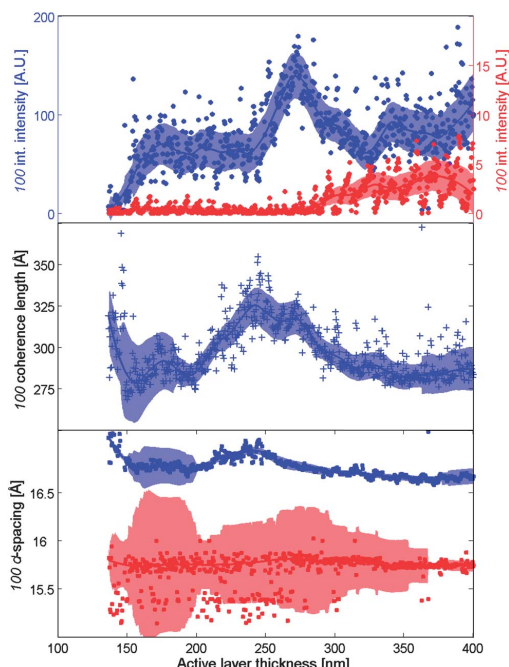 200
100
0
100 int. intensity [A.U.]
15
10
5
0
100 int. intensity [A.U.]
350
325
300
275
100 coherence length [Å]
16.5
16
15.5
100 d-spacing [Å]
100 150 200 250 300 350 400
Active layer thickness [nm]